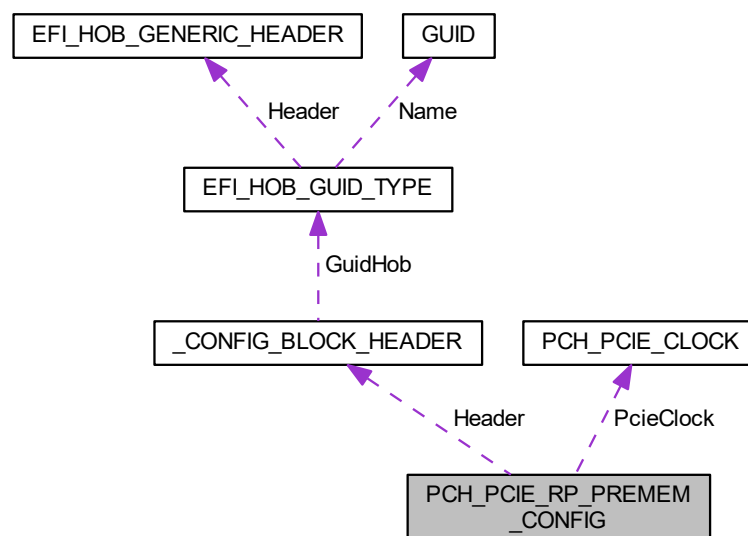 EFI_HOB_GENERIC_HEADER
GUID
Header
Name
EFI_HOB_GUID_TYPE
GuidHob
_CONFIG_BLOCK_HEADER
PCH_PCIE_CLOCK
Header
PcieClock
PCH_PCIE_RP_PREMEM
_CONFIG